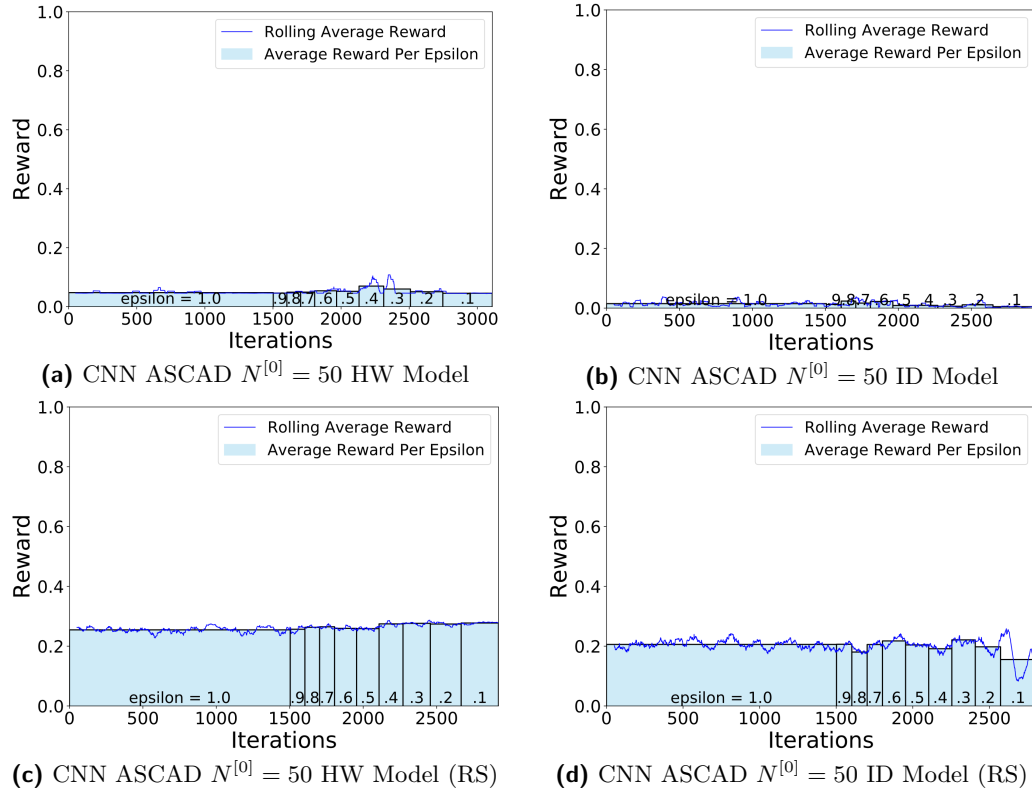 Rolling Average Reward
Average Reward Per Epsilon
1.0
0.8
0.6
0.4
0.2
0.0
Reward
epsilon = 1.0 .9 .8 .7 .6 .5 .4 .3 .2 .1
0 500 1000 1500 2000 2500 3000
Iterations
(a) CNN ASCAD N^[0] = 50 HW Model
Rolling Average Reward
Average Reward Per Epsilon
1.0
0.8
0.6
0.4
0.2
0.0
Reward
epsilon = 1.0 .9 .8 .7 .6 .5 .4 .3 .2 .1
0 500 1000 1500 2000 2500
Iterations
(b) CNN ASCAD N^[0] = 50 ID Model
Rolling Average Reward
Average Reward Per Epsilon
1.0
0.8
0.6
0.4
0.2
0.0
Reward
epsilon = 1.0 .9 .8 .7 .6 .5 .4 .3 .2 .1
0 500 1000 1500 2000 2500
Iterations
(c) CNN ASCAD N^[0] = 50 HW Model (RS)
Rolling Average Reward
Average Reward Per Epsilon
1.0
0.8
0.6
0.4
0.2
0.0
Reward
epsilon = 1.0 .9 .8 .7 .6 .5 .4 .3 .2 .1
0 500 1000 1500 2000 2500
Iterations
(d) CNN ASCAD N^[0] = 50 ID Model (RS)